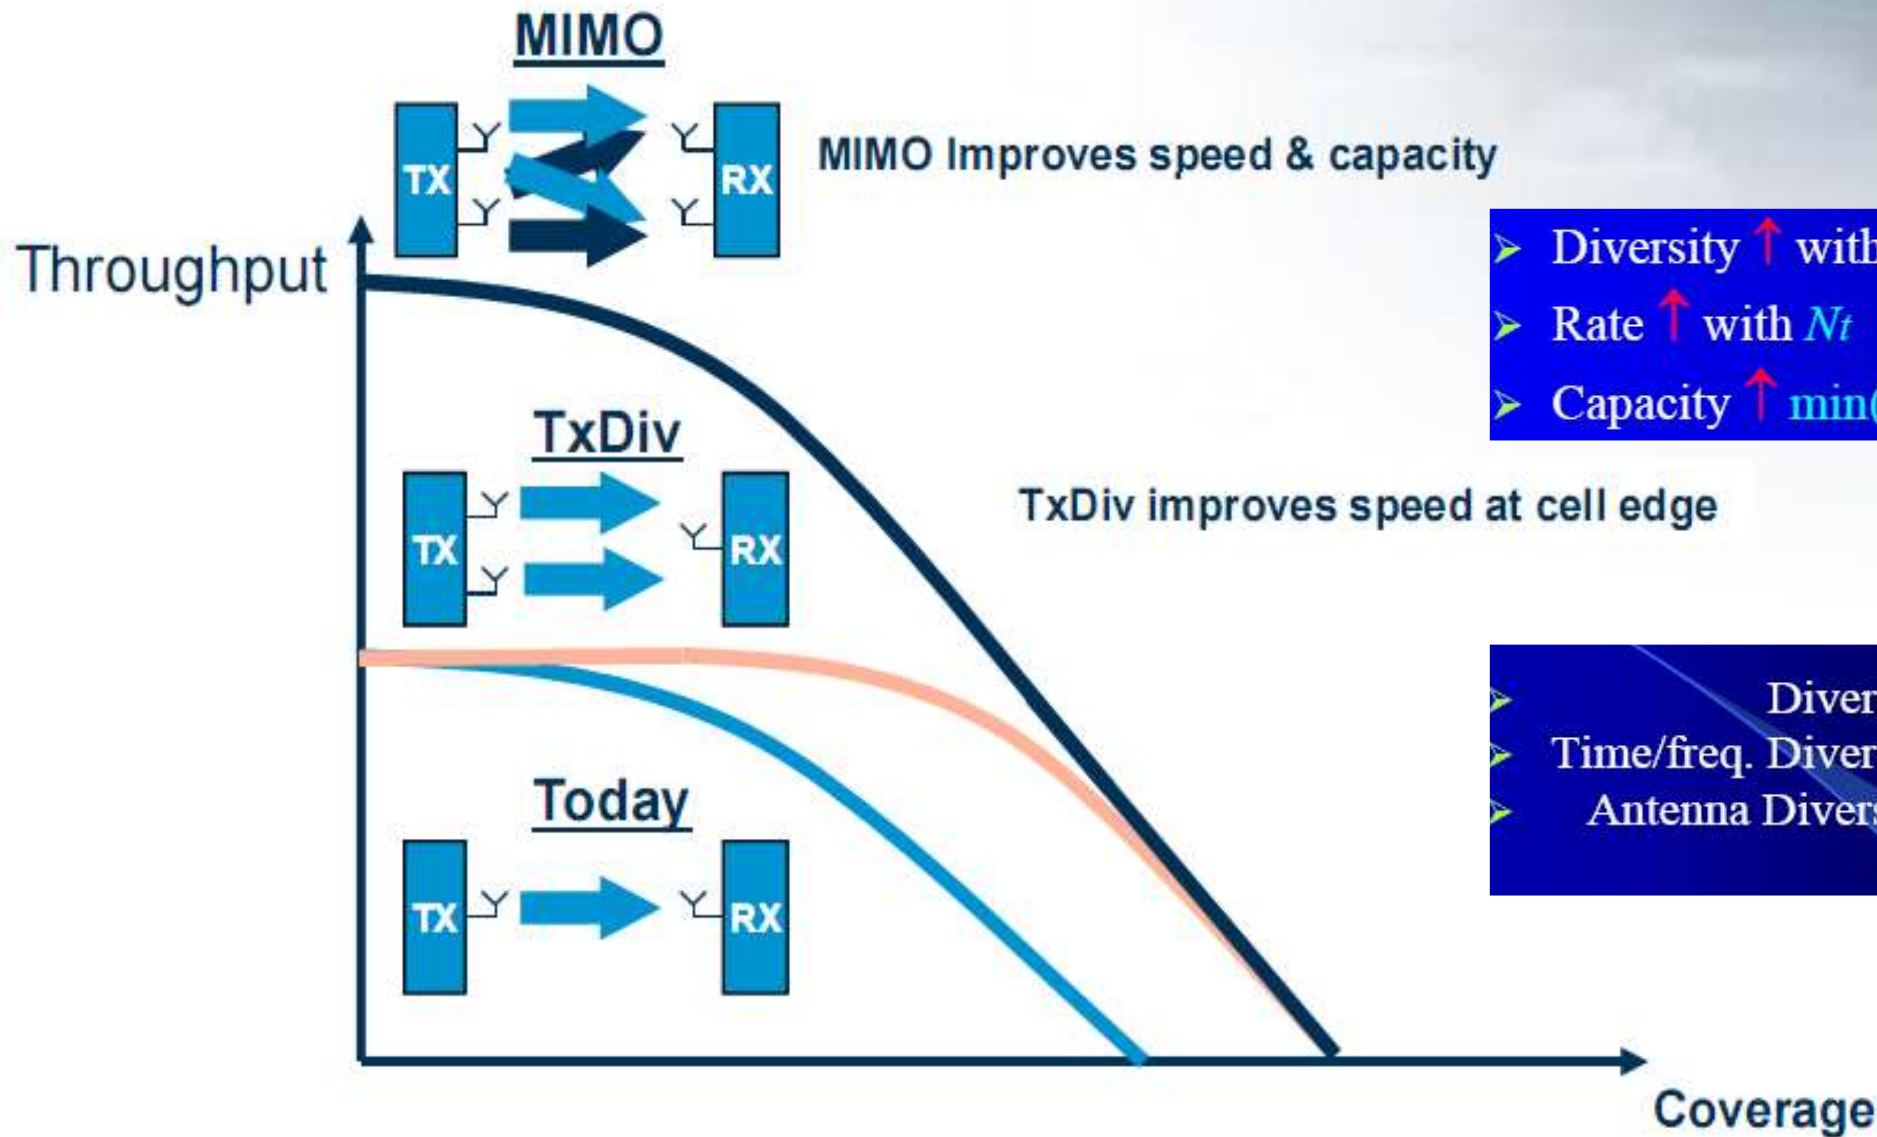 MIMO
TX
RX
MIMO Improves speed & capacity
Throughput
Diversity ↑ with
Rate ↑ with Nt
Capacity ↑ min(
TxDiv
TX
RX
TxDiv improves speed at cell edge
Time/freq.
Antenna
Today
TX
RX
Coverage